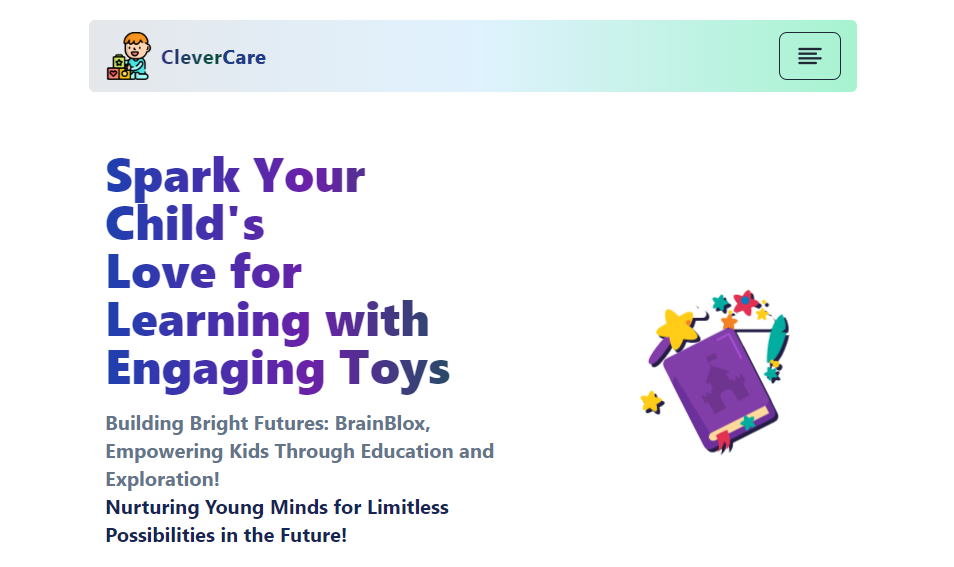 CleverCare
Spark Your
Child's
Love for
Learning with
Engaging Toys
Building Bright Futures: BrainBlox,
Empowering Kids Through Education and
Exploration!
Nurturing Young Minds for Limitless
Possibilities in the Future!